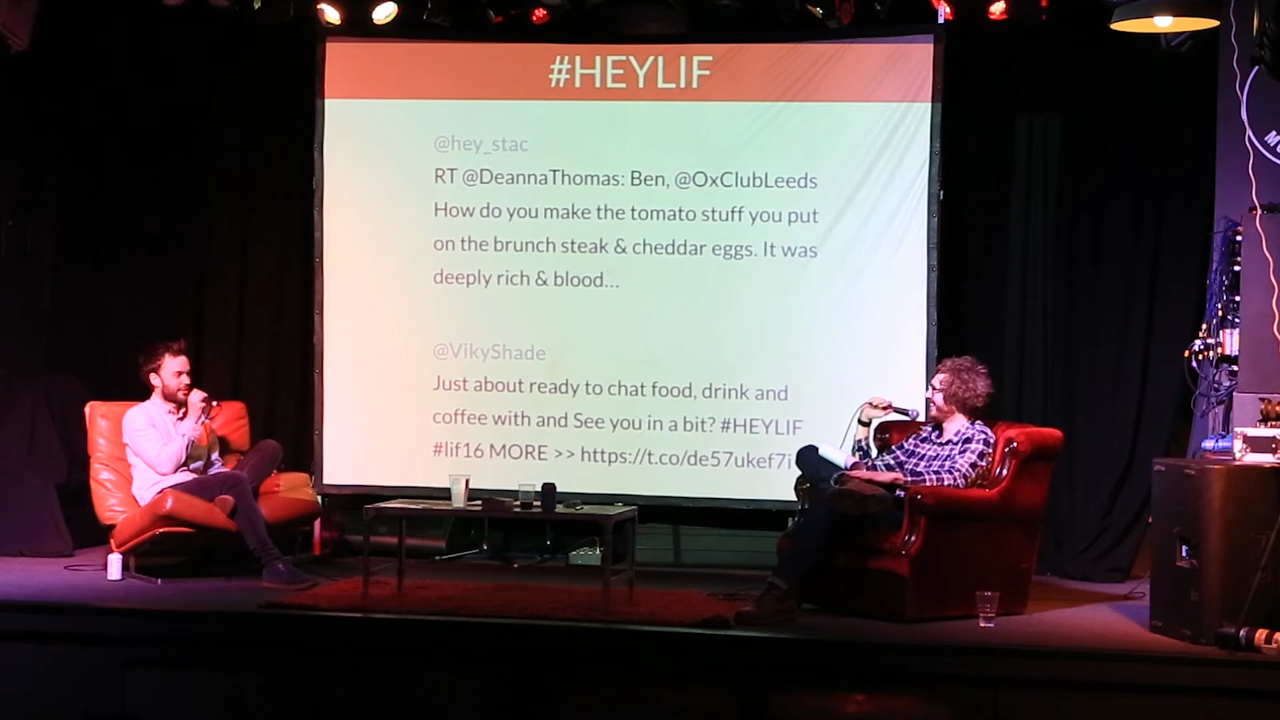 #HEYLIF
@hey_stac
RT @DeannaThomas: Ben, @OxClubLeeds
How do you make the tomato stuff you put
on the brunch steak & cheddar eggs. It was
deeply rich & blood...
@VikyShade
Just about ready to chat food, drink and
coffee with and See you in a bit? #HEYLIF
#lif16 MORE >> https://t.co/de57ukef7i